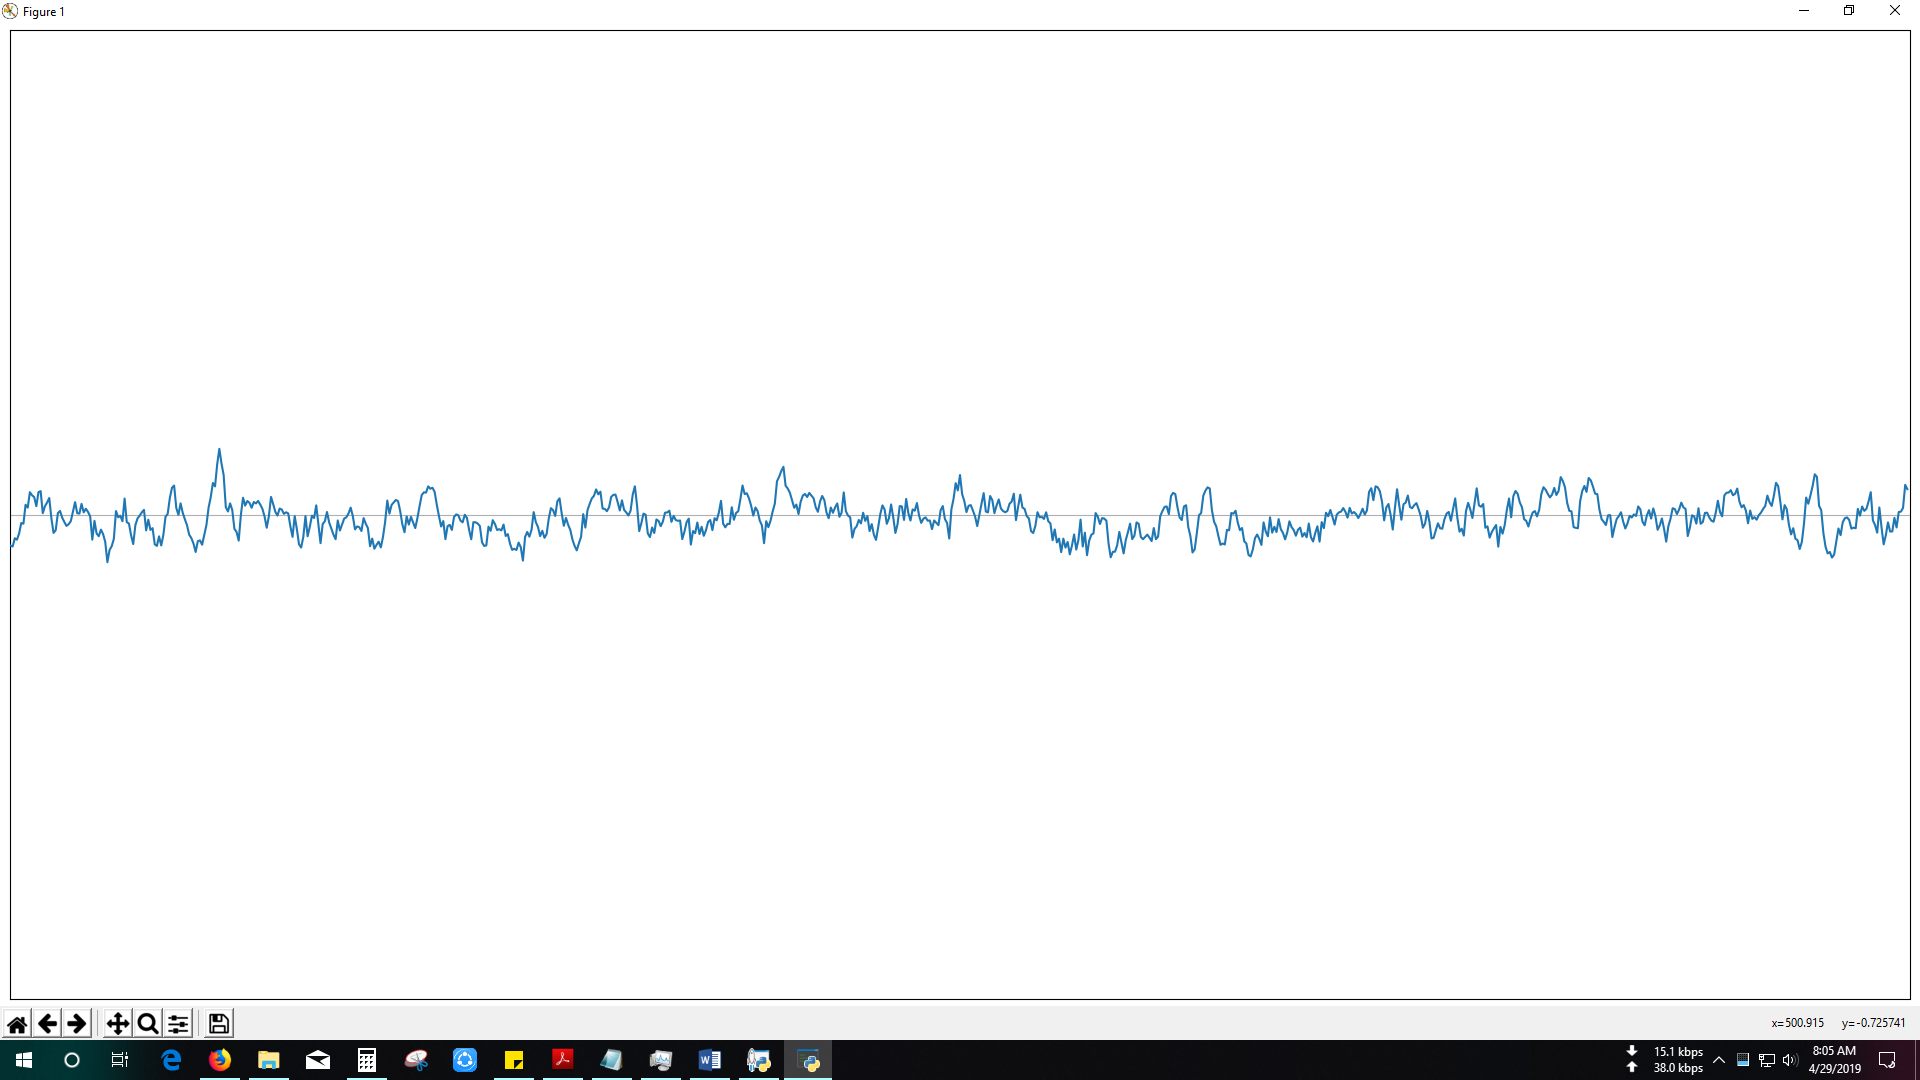 Figure 1
x=500.915 y=-0.725741
15.1 kbps
38.0 kbps
8:05 AM
4/29/2019